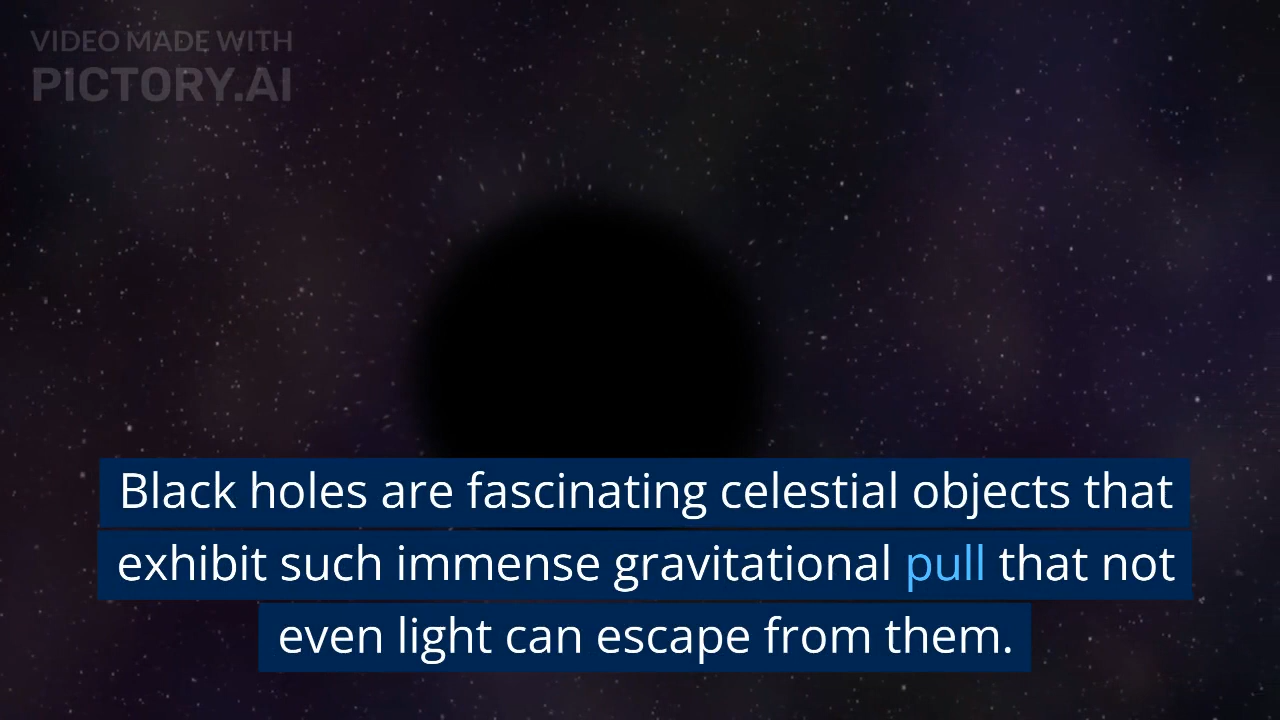 VIDEO MADE WITH
PICTORY.AI
Black holes are fascinating celestial objects that
exhibit such immense gravitational pull that not
even light can escape from them.